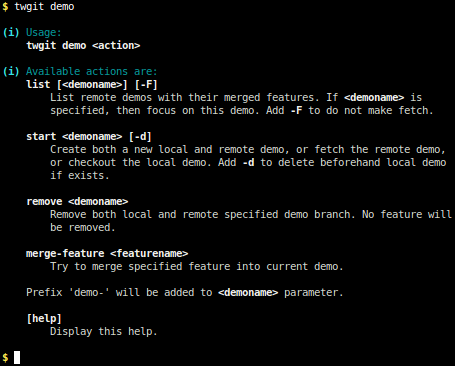 $ twgit demo
(i) Usage:
twgit demo <action>
(i) Available actions are:
list [<demoname>] [-F]
List remote demos with their merged features. If <demoname> is
specified, then focus on this demo. Add -F to do not make fetch.
start <demoname> [-d]
Create both a new local and remote demo, or fetch the remote demo,
or checkout the local demo. Add -d to delete beforehand local demo
if exists.
remove <demoname>
Remove both local and remote specified demo branch. No feature will
be removed.
merge-feature <featurename>
Try to merge specified feature into current demo.
Prefix 'demo-' will be added to <demoname> parameter.
[help]
Display this help.
$